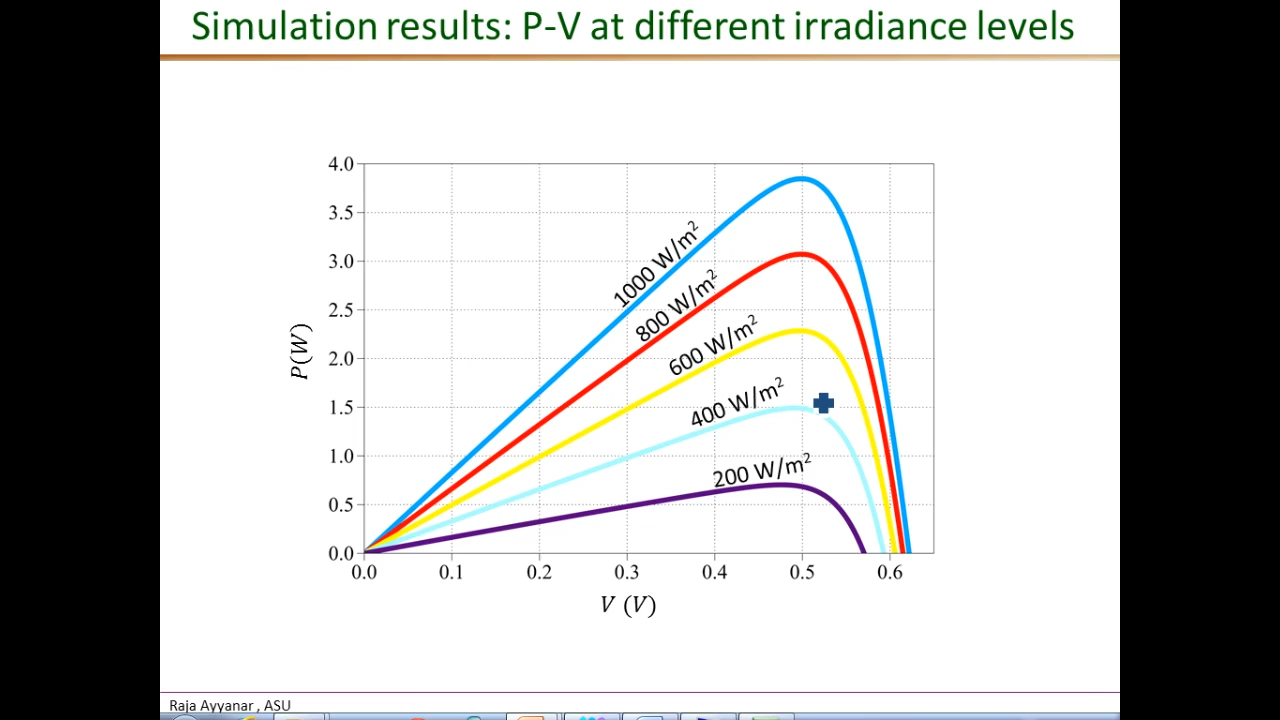 Simulation results: P-V at different irradiance levels
4.0
3.5
3.0
2.5
2.0
1.5
1.0
0.5
0.0
P(W)
1000 W/m²
800 W/m²
600 W/m²
400 W/m²
200 W/m²
0.0 0.1 0.2 0.3 0.4 0.5 0.6
V (V)
Raja Ayyanar , ASU